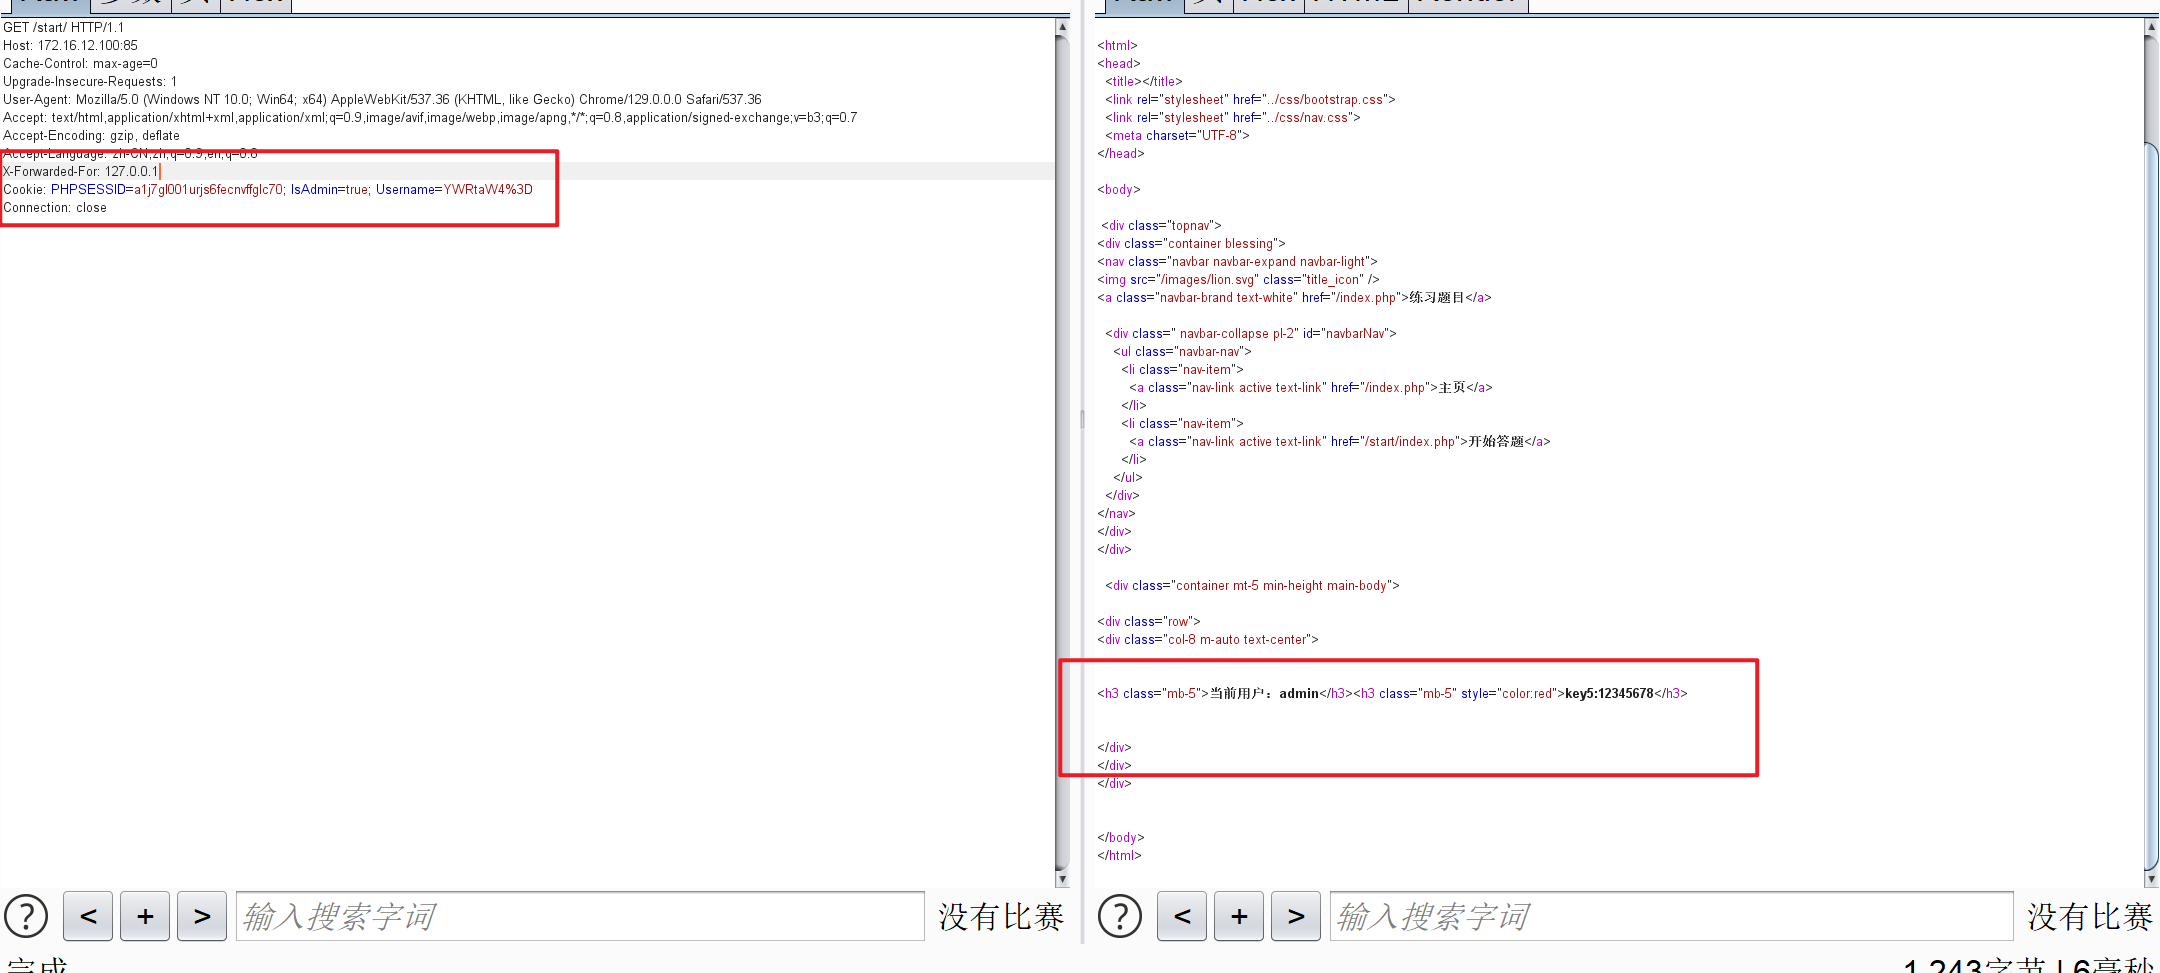 GET /start/ HTTP/1.1
Host: 172.16.12.100:85
Cache-Control: max-age=0
Upgrade-Insecure-Requests: 1
User-Agent: Mozilla/5.0 (Windows NT 10.0; Win64; x64) AppleWebKit/537.36 (KHTML, like Gecko) Chrome/129.0.0.0 Safari/537.36
Accept: text/html,application/xhtml+xml,application/xml;q=0.9,image/avif,image/webp,image/apng,*/*;q=0.8,application/signed-exchange;v=b3;q=0.7
Accept-Encoding: gzip, deflate
Accept-Language: zh-CN,zh;q=0.9,en;q=0.8
X-Forwarded-For: 127.0.0.1
Cookie: PHPSESSID=a1j7gl001urjs6fecnvffglc70; IsAdmin=true; Username=YWRtaW4%3D
Connection: close
输入搜索字词
没有比赛
完成
<html>
<head>
<title></title>
<link rel="stylesheet" href="../css/bootstrap.css">
<link rel="stylesheet" href="../css/nav.css">
<meta charset="UTF-8">
</head>
<body>
<div class="topnav">
<div class="container blessing">
<nav class="navbar navbar-expand navbar-light">
<img src="/images/lion.svg" class="title_icon" />
<a class="navbar-brand text-white" href="/index.php">练习题目</a>
<div class=" navbar-collapse pl-2" id="navbarNav">
<ul class="navbar-nav">
<li class="nav-item">
<a class="nav-link active text-link" href="/index.php">主页</a>
</li>
<li class="nav-item">
<a class="nav-link active text-link" href="/start/index.php">开始答题</a>
</li>
</ul>
</div>
</nav>
</div>
</div>
<div class="container mt-5 min-height main-body">
<div class="row">
<div class="col-8 m-auto text-center">
<h3 class="mb-5">当前用户：admin</h3><h3 class="mb-5" style="color:red">key5:12345678</h3>
</div>
</div>
</div>
</body>
</html>
输入搜索字词
没有比赛
1,243字节 | 6毫秒